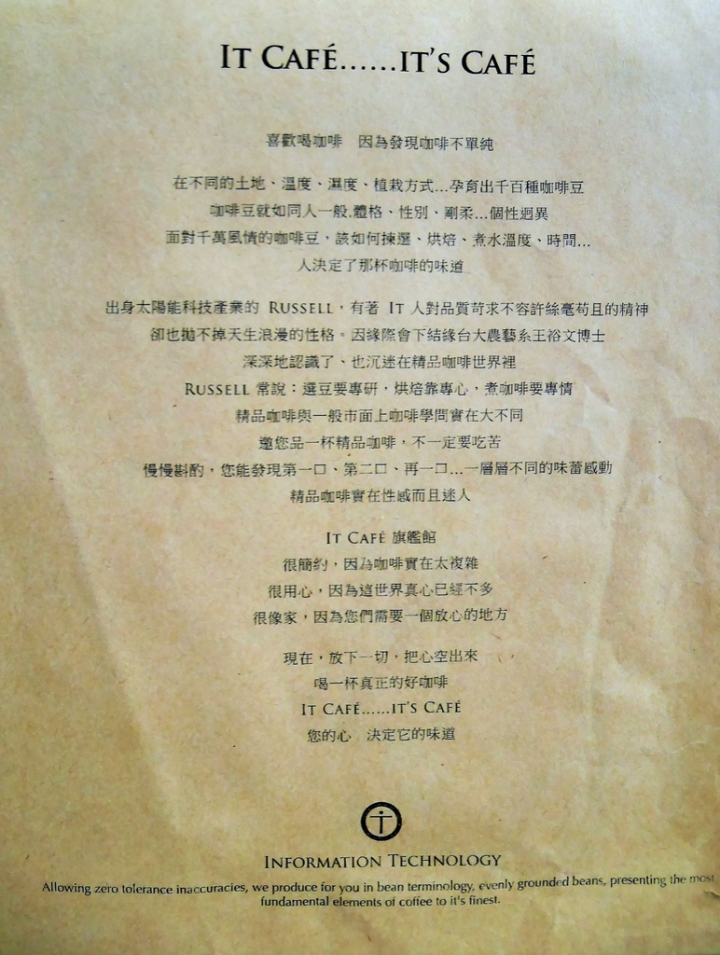 IT CAFÉ......IT'S CAFÉ
喜歡喝咖啡　因為發現咖啡不單純
在不同的土地、溫度、濕度、植栽方式...孕育出千百種咖啡豆
咖啡豆就如同人一般,體格、性別、剛柔...個性迥異
面對千萬風情的咖啡豆，該如何揀選、烘焙、煮水溫度、時間...
人決定了那杯咖啡的味道
出身太陽能科技產業的 RUSSELL，有著 IT 人對品質苛求不容許絲毫苟且的精神
卻也拋不掉天生浪漫的性格。因緣際會下結緣台大農藝系王裕文博士
深深地認識了、也沉迷在精品咖啡世界裡
RUSSELL 常說：選豆要專研，烘焙靠專心，煮咖啡要專情
精品咖啡與一般市面上咖啡學問實在大不同
邀您品一杯精品咖啡，不一定要吃苦
慢慢斟酌，您能發現第一口、第二口、再一口...一層層不同的味蕾感動
精品咖啡實在性感而且迷人
IT CAFÉ 旗艦館
很簡約，因為咖啡實在太複雜
很用心，因為這世界真心已經不多
很像家，因為您們需要一個放心的地方
現在，放下一切，把心空出來
喝一杯真正的好咖啡
IT CAFÉ......IT'S CAFÉ
您的心　決定它的味道
INFORMATION TECHNOLOGY
Allowing zero tolerance inaccuracies, we produce for you in bean terminology, evenly grounded beans, presenting the most
fundamental elements of coffee to it's finest.